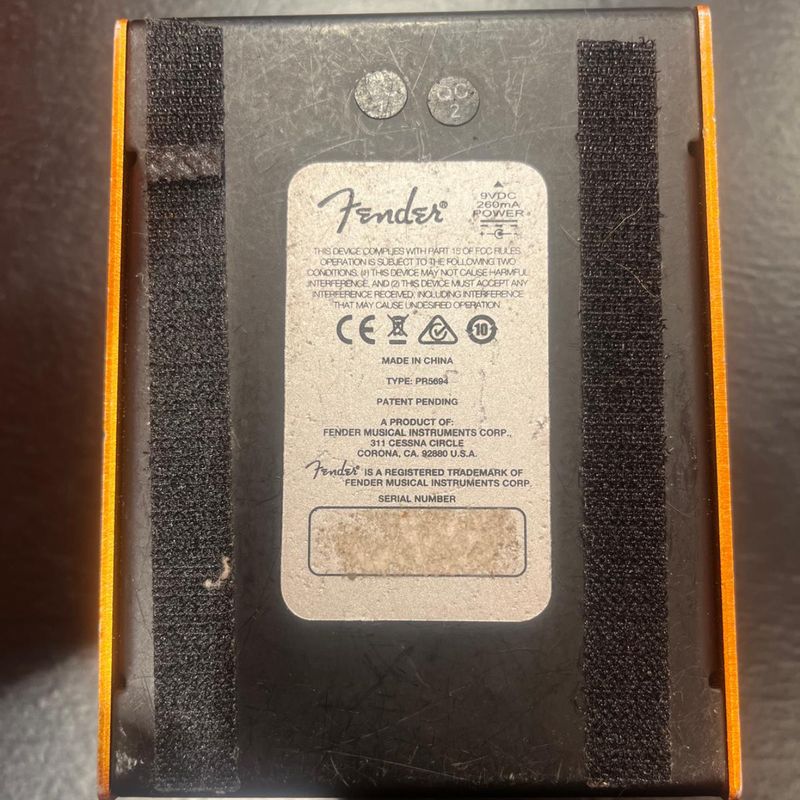 QC
2
Fender®
9VDC
260mA
POWER
THIS DEVICE COMPLIES WITH PART 15 OF FCC RULES.
OPERATION IS SUBJECT TO THE FOLLOWING TWO
CONDITIONS. (1) THIS DEVICE MAY NOT CAUSE HARMFUL
INTERFERENCE, AND (2) THIS DEVICE MUST ACCEPT ANY
INTERFERENCE RECEIVED, INCLUDING INTERFERENCE
THAT MAY CAUSE UNDESIRED OPERATION.
CE 10
MADE IN CHINA
TYPE: PR5694
PATENT PENDING
A PRODUCT OF:
FENDER MUSICAL INSTRUMENTS CORP.,
311 CESSNA CIRCLE
CORONA, CA. 92880 U.S.A.
Fender® IS A REGISTERED TRADEMARK OF
FENDER MUSICAL INSTRUMENTS CORP.
SERIAL NUMBER